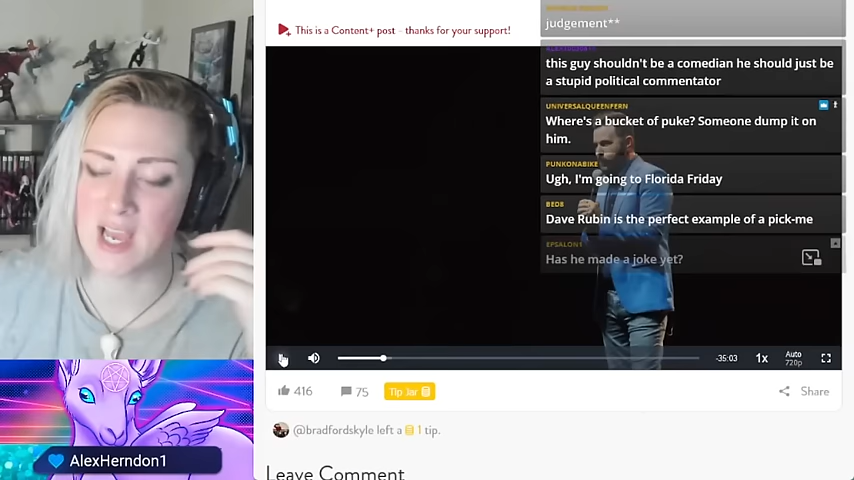 This is a Content+ post - thanks for your support!
judgement**
this guy shouldn't be a comedian he should just be
a stupid political commentator
UNIVERSALQUEENFERN
Where's a bucket of puke? Someone dump it on
him.
PUNKONABIKE
Ugh, I'm going to Florida Friday
BEDB
Dave Rubin is the perfect example of a pick-me
EPSALON1
Has he made a joke yet?
-35:03
1x
Auto
720p
416
75
Tip Jar
Share
@bradfordskyle left a 1 tip.
Leave Comment
AlexHerndon1